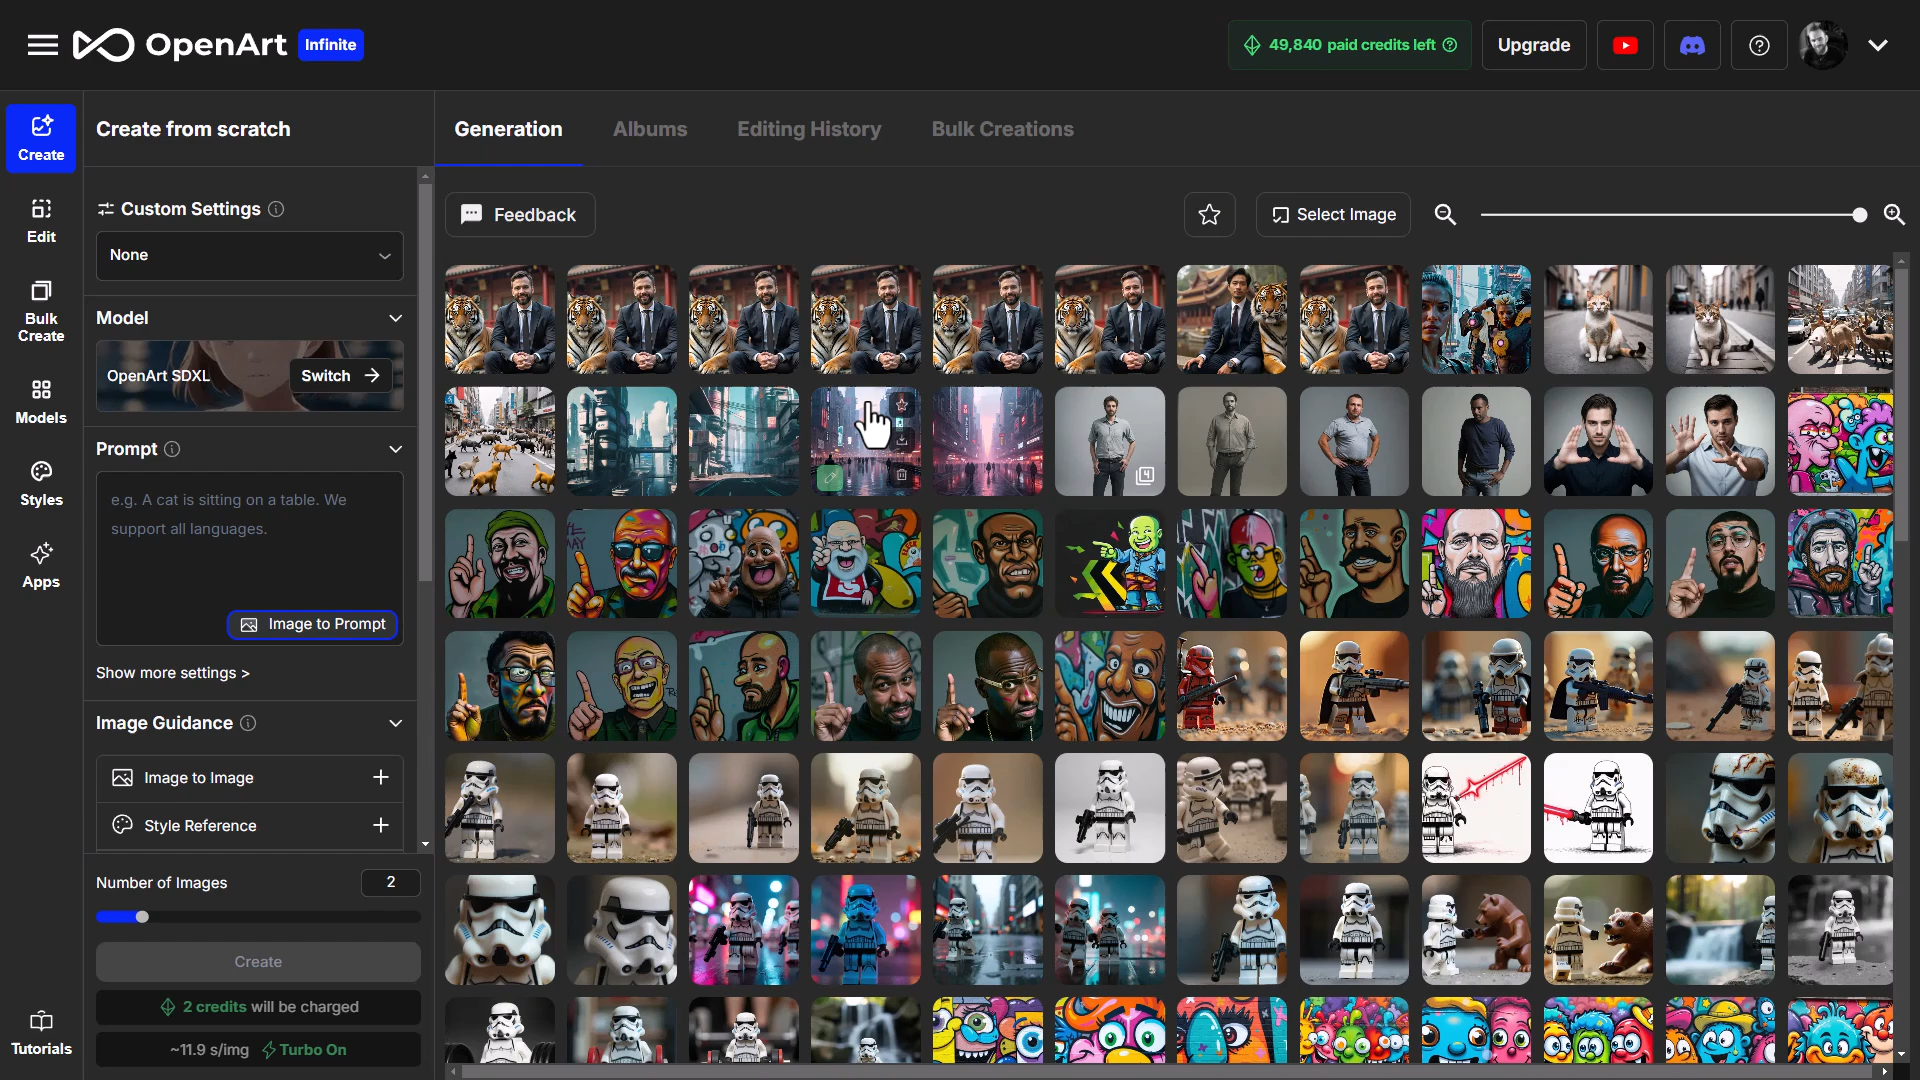 OpenArt Infinite
49,840 paid credits left
Upgrade
Create
Edit
Bulk
Create
Models
Styles
Apps
Tutorials
Create from scratch
Custom Settings
None
Model
OpenArt SDXL
Switch
Prompt
e.g. A cat is sitting on a table. We
support all languages.
Image to Prompt
Show more settings >
Image Guidance
Image to Image
Style Reference
Number of Images
2
Create
2 credits will be charged
~11.9 s/img Turbo On
Generation
Albums
Editing History
Bulk Creations
Feedback
Select Image
4